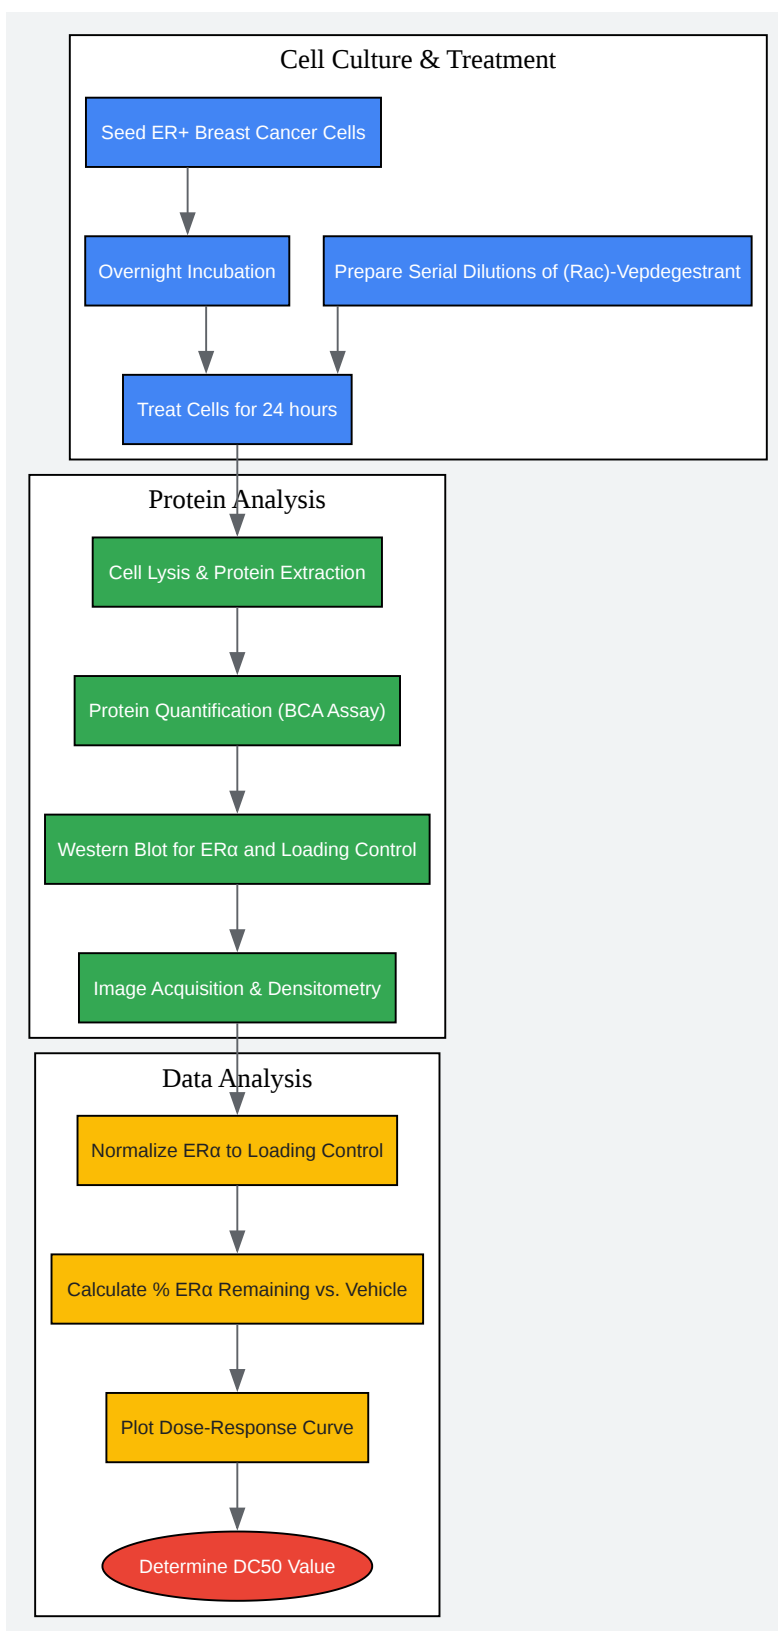 Cell Culture & Treatment
Seed ER+ Breast Cancer Cells
Overnight Incubation
Prepare Serial Dilutions of (Rac)-Vepdegestrant
Treat Cells for 24 hours
Protein Analysis
Cell Lysis & Protein Extraction
Protein Quantification (BCA Assay)
Western Blot for ERα and Loading Control
Image Acquisition & Densitometry
Data Analysis
Normalize ERα to Loading Control
Calculate % ERα Remaining vs. Vehicle
Plot Dose-Response Curve
Determine DC50 Value